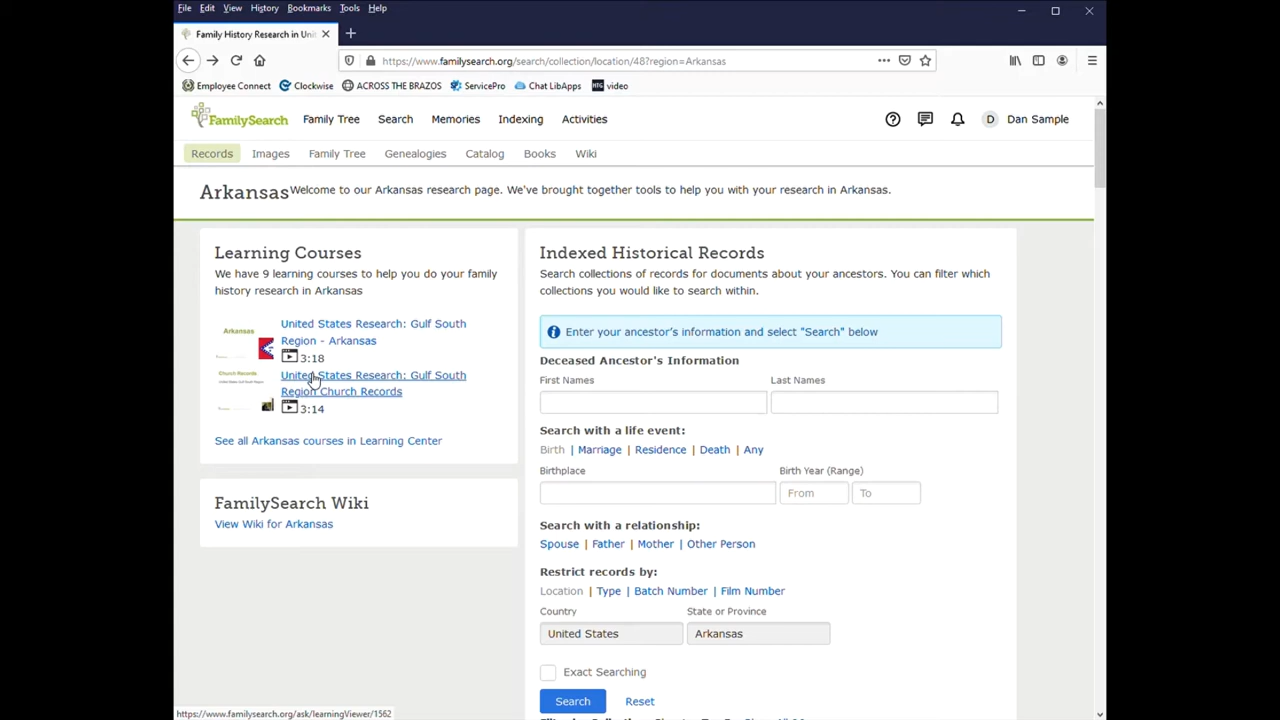 File Edit View History Bookmarks Tools Help
Family History Research in Unit
https://www.familysearch.org/search/collection/location/48?region=Arkansas
Employee Connect Clockwise ACROSS THE BRAZOS ServicePro Chat LibApps video
FamilySearch Family Tree Search Memories Indexing Activities D Dan Sample
Records Images Family Tree Genealogies Catalog Books Wiki
Arkansas Welcome to our Arkansas research page. We've brought together tools to help you with your research in Arkansas.
Learning Courses
We have 9 learning courses to help you do your family
history research in Arkansas
Arkansas
United States Research: Gulf South
Region - Arkansas
3:18
Church Records
United States Research: Gulf South
Region Church Records
3:14
See all Arkansas courses in Learning Center
FamilySearch Wiki
View Wiki for Arkansas
Indexed Historical Records
Search collections of records for documents about your ancestors. You can filter which
collections you would like to search within.
Enter your ancestor's information and select "Search" below
Deceased Ancestor's Information
First Names Last Names
Search with a life event:
Birth | Marriage | Residence | Death | Any
Birthplace Birth Year (Range)
From To
Search with a relationship:
Spouse | Father | Mother | Other Person
Restrict records by:
Location | Type | Batch Number | Film Number
Country State or Province
United States Arkansas
Exact Searching
Search Reset
https://www.familysearch.org/ask/learningViewer/1562